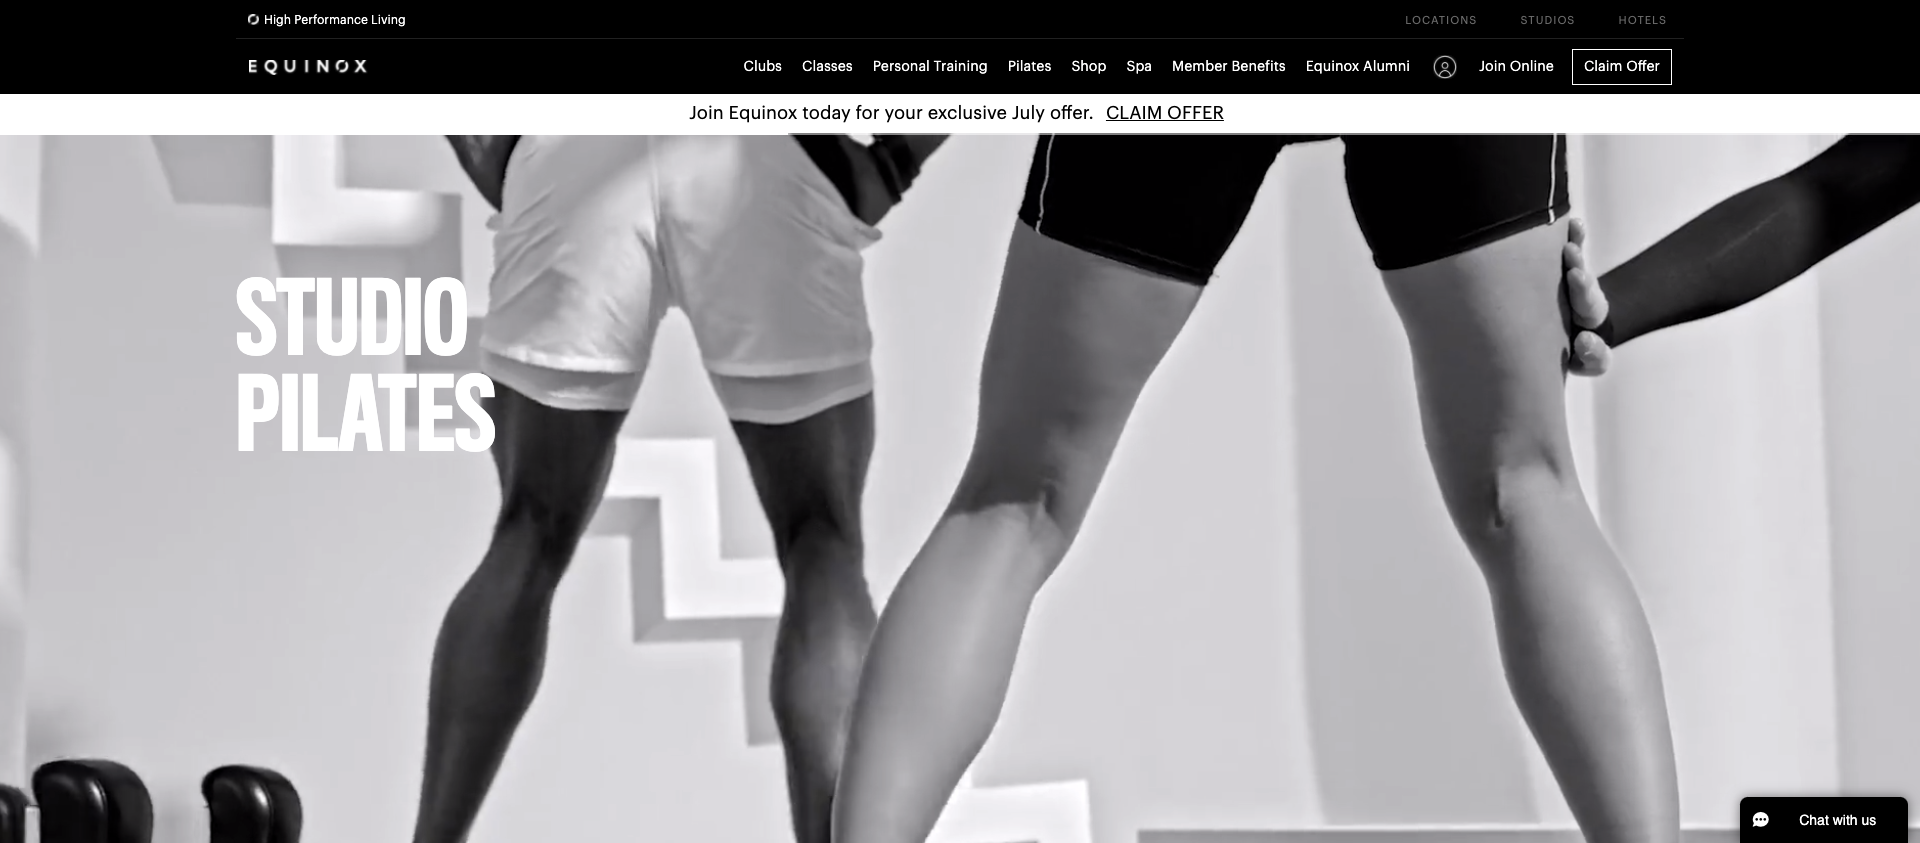 High Performance Living
LOCATIONS STUDIOS HOTELS
EQUINOX
Clubs Classes Personal Training Pilates Shop Spa Member Benefits Equinox Alumni Join Online Claim Offer
Join Equinox today for your exclusive July offer. CLAIM OFFER
STUDIO
PILATES
Chat with us